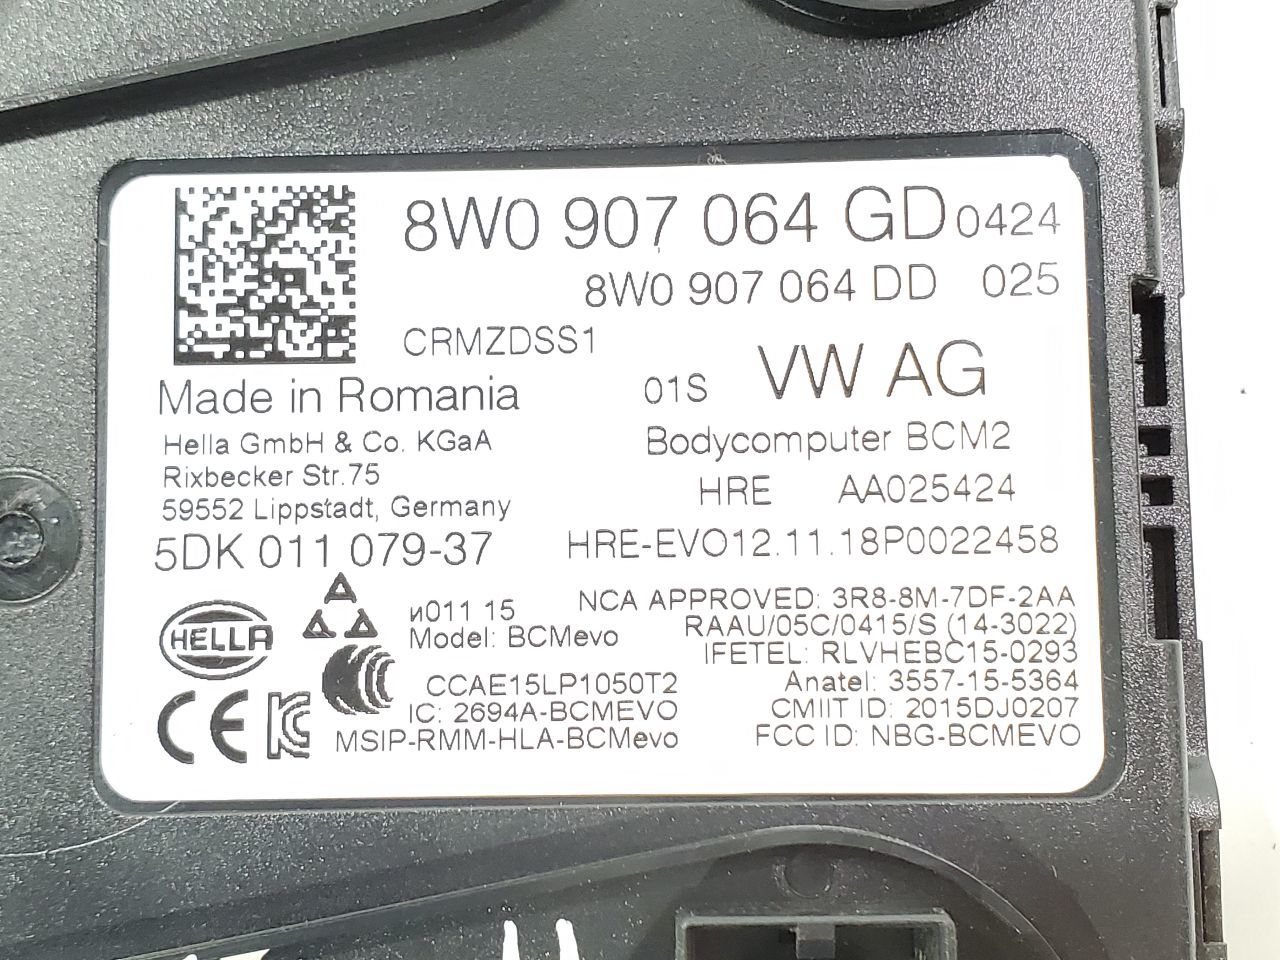 8W0 907 064 GD 0424
8W0 907 064 DD 025
CRMZDSS1
Made in Romania
01S VW AG
Hella GmbH & Co. KGaA
Bodycomputer BCM2
Rixbecker Str.75
HRE AA025424
59552 Lippstadt, Germany
5DK 011 079-37
HRE-EVO12.11.18P0022458
HELLA
A
и011 15
NCA APPROVED: 3R8-8M-7DF-2AA
Model: BCMevo
RAAU/05C/0415/S (14-3022)
IFETEL: RLVHEBC15-0293
CCAE15LP1050T2
Anatel: 3557-15-5364
IC: 2694A-BCMEVO
CMIIT ID: 2015DJ0207
CE
MSIP-RMM-HLA-BCMevo
FCC ID: NBG-BCMEVO